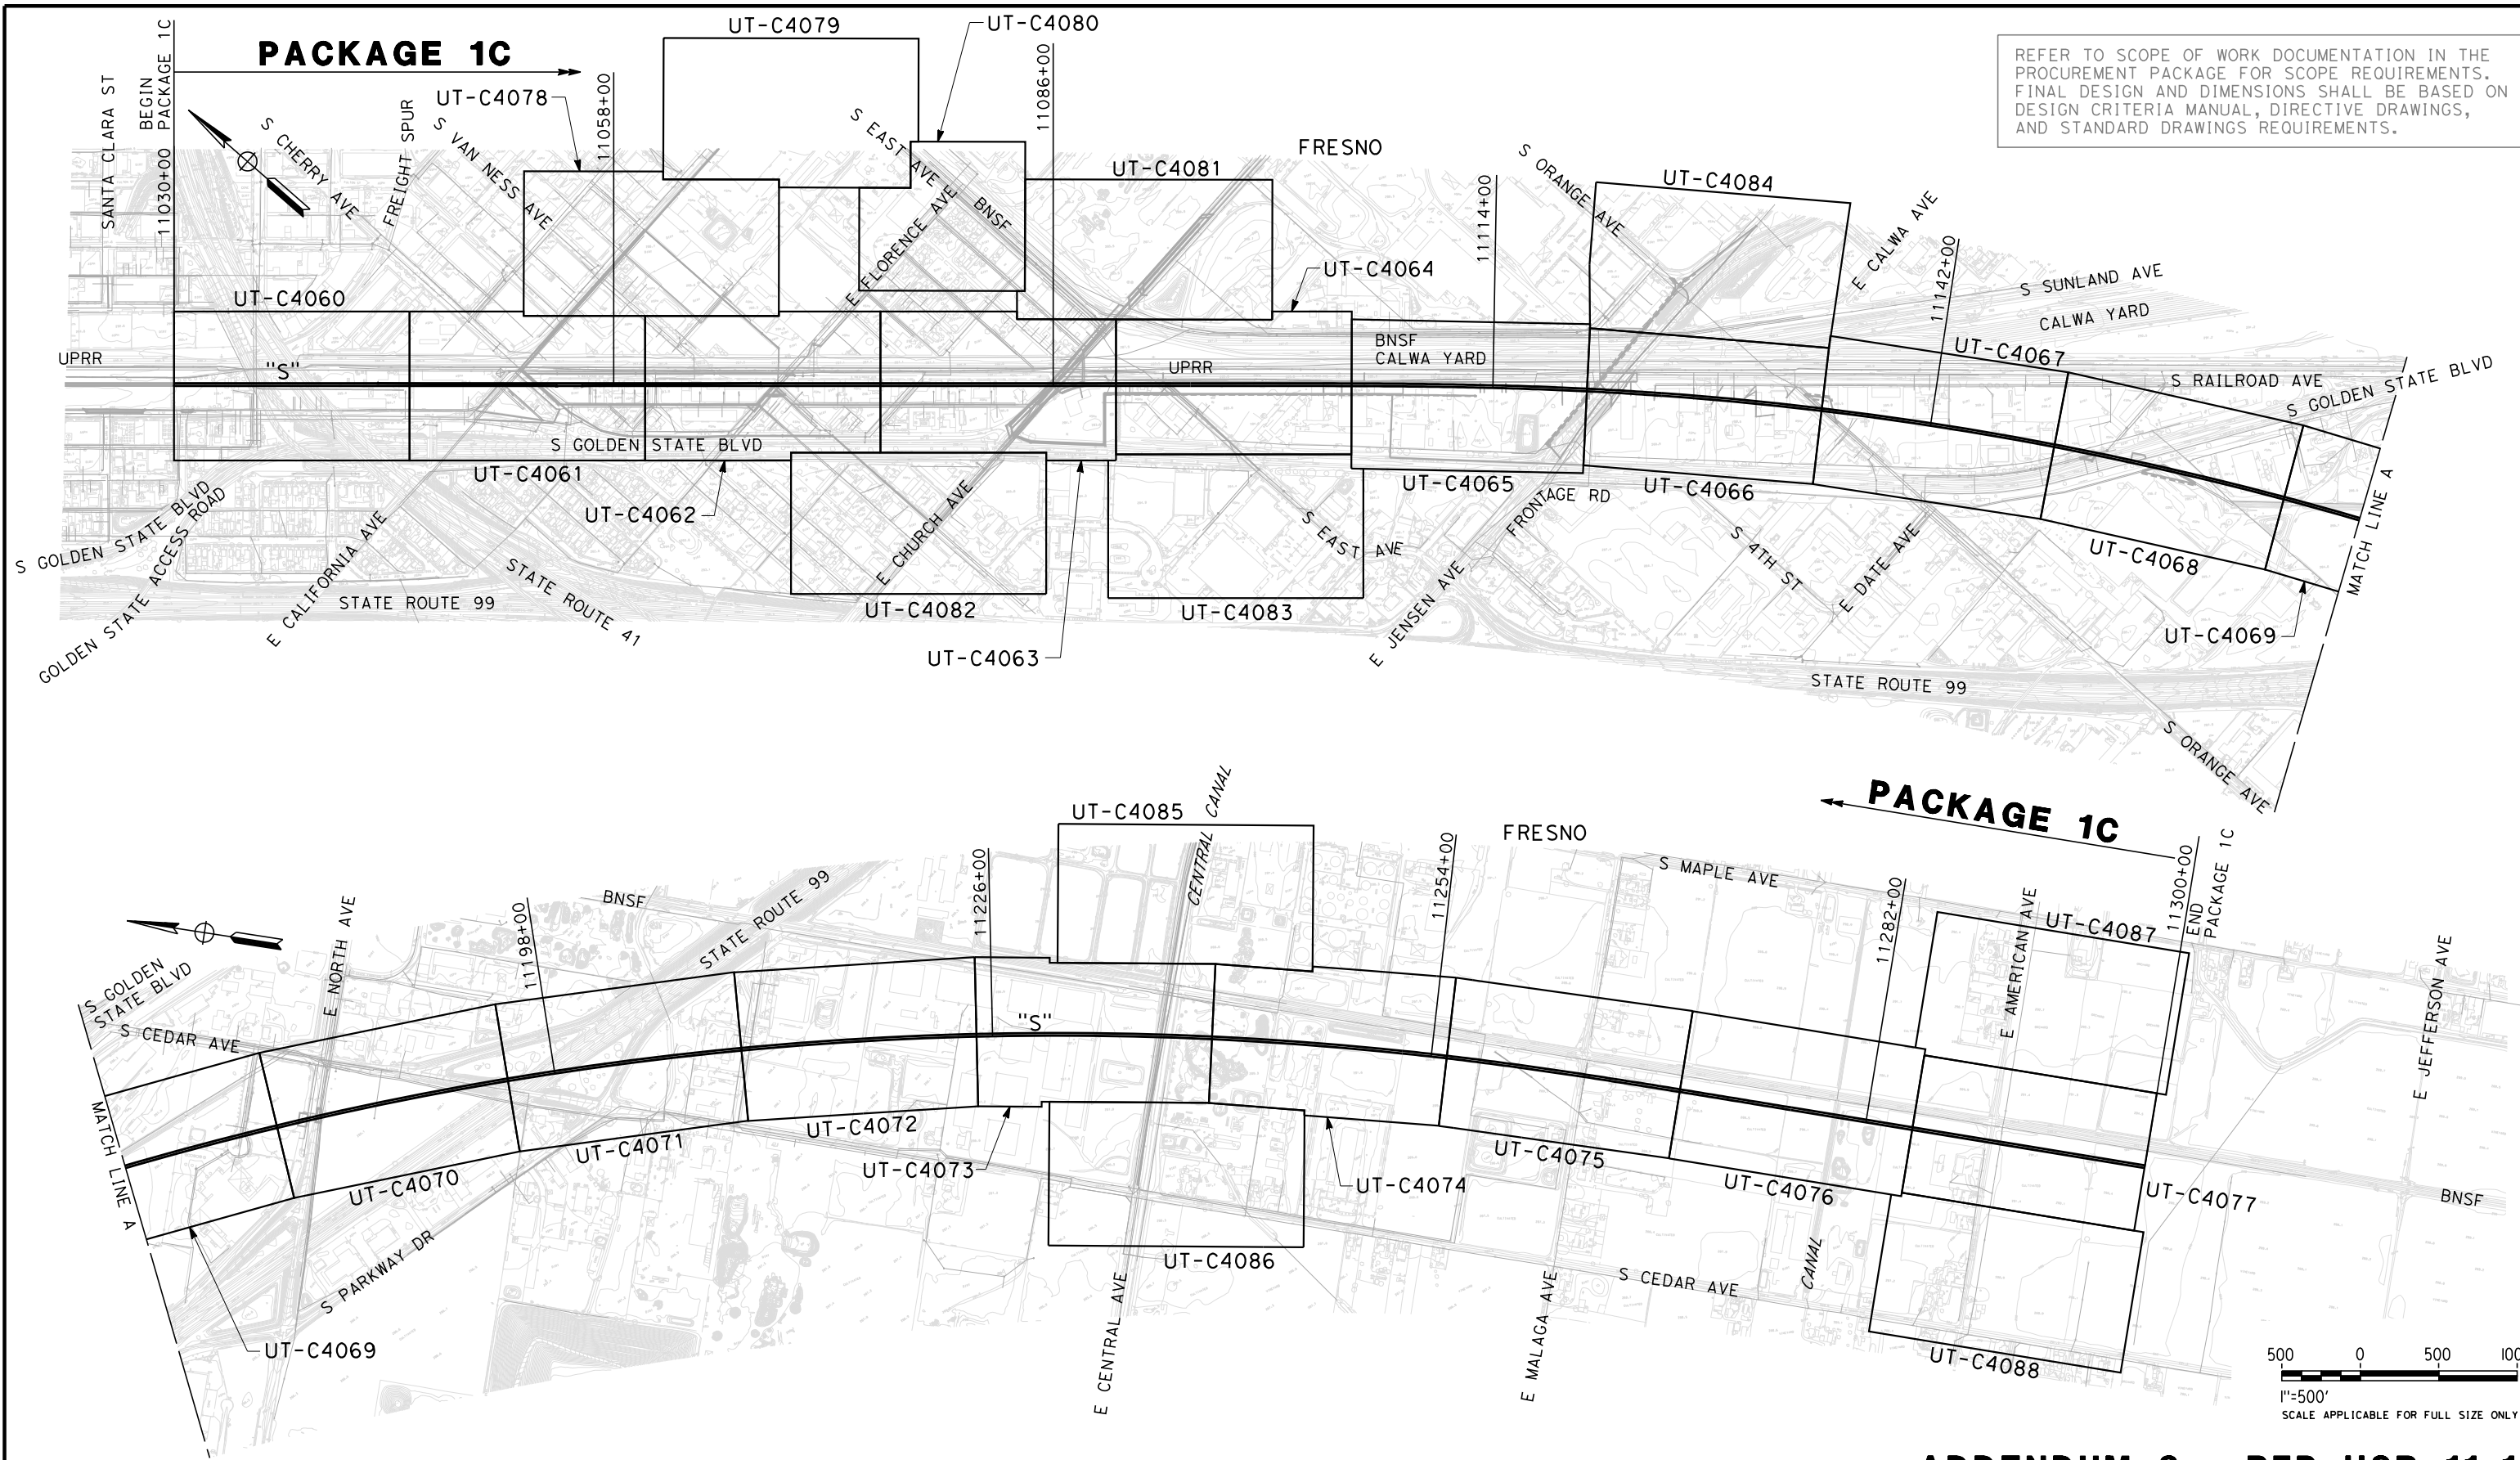 UT-C4079
UT-C4080
PACKAGE 1C
BEGIN
PACKAGE 1C
SANTA CLARA ST
11030+00
UT-C4078
11058+00
11086+00
REFER TO SCOPE OF WORK DOCUMENTATION IN THE
PROCUREMENT PACKAGE FOR SCOPE REQUIREMENTS.
FINAL DESIGN AND DIMENSIONS SHALL BE BASED ON
DESIGN CRITERIA MANUAL, DIRECTIVE DRAWINGS,
AND STANDARD DRAWINGS REQUIREMENTS.
S CHERRY AVE
FREIGHT SPUR
S VAN NESS AVE
S EAST AVE
BNSF
E FLORENCE AVE
UT-C4081
FRESNO
11114+00
S ORANGE AVE
UT-C4084
E CALWA AVE
11142+00
S SUNLAND AVE
CALWA YARD
UT-C4060
UT-C4064
UPRR
"S"
UPRR
BNSF
CALWA YARD
UT-C4067
S RAILROAD AVE
S GOLDEN STATE BLVD
S GOLDEN STATE BLVD
UT-C4061
UT-C4062
UT-C4065
UT-C4066
FRONTAGE RD
S GOLDEN STATE BLVD
GOLDEN STATE ACCESS ROAD
E CALIFORNIA AVE
STATE ROUTE 99
STATE ROUTE 41
E CHURCH AVE
UT-C4082
UT-C4063
UT-C4083
S EAST AVE
E JENSEN AVE
S 4TH ST
E DATE AVE
UT-C4068
UT-C4069
MATCH LINE A
STATE ROUTE 99
S ORANGE AVE
UT-C4085
CENTRAL CANAL
FRESNO
PACKAGE 1C
11300+00
END
PACKAGE 1C
S GOLDEN
STATE BLVD
S CEDAR AVE
E NORTH AVE
11198+00
BNSF
STATE ROUTE 99
11226+00
11254+00
S MAPLE AVE
11282+00
E AMERICAN AVE
UT-C4087
E JEFFERSON AVE
"S"
MATCH LINE A
UT-C4070
UT-C4071
UT-C4072
UT-C4073
UT-C4074
UT-C4075
UT-C4076
UT-C4077
BNSF
S PARKWAY DR
UT-C4069
UT-C4086
E CENTRAL AVE
E MALAGA AVE
S CEDAR AVE
CANAL
UT-C4088
500 0 500
1"=500'
SCALE APPLICABLE FOR FULL SIZE ONLY